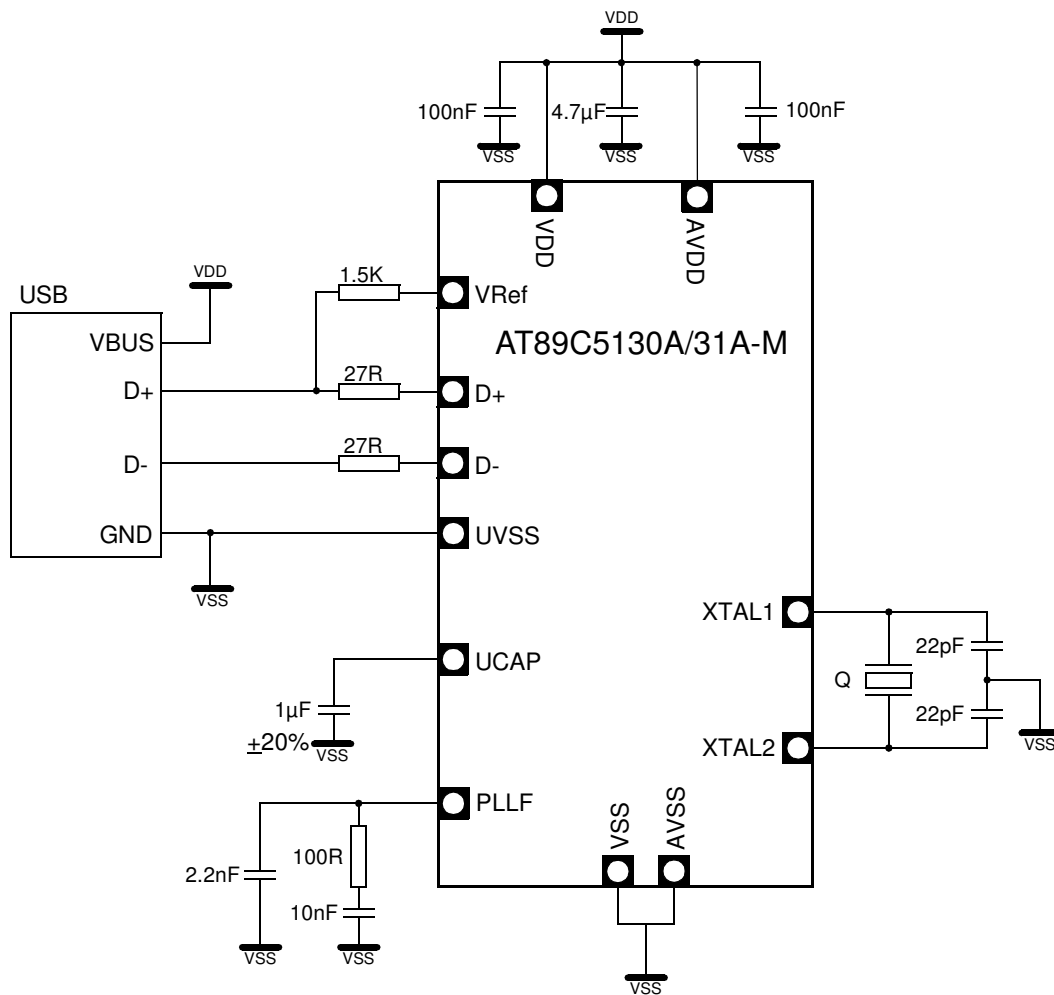 VDD
100nF
4.7µF
100nF
VSS
VSS
VSS
VDD
AVDD
USB
VDD
1.5K
VRef
AT89C5130A/31A-M
VBUS
D+
27R
D+
D-
27R
D-
GND
UVSS
VSS
XTAL1
22pF
Q
22pF
XTAL2
VSS
UCAP
1µF
±20%
VSS
PLLF
100R
2.2nF
10nF
VSS
VSS
VSS
AVSS
VSS